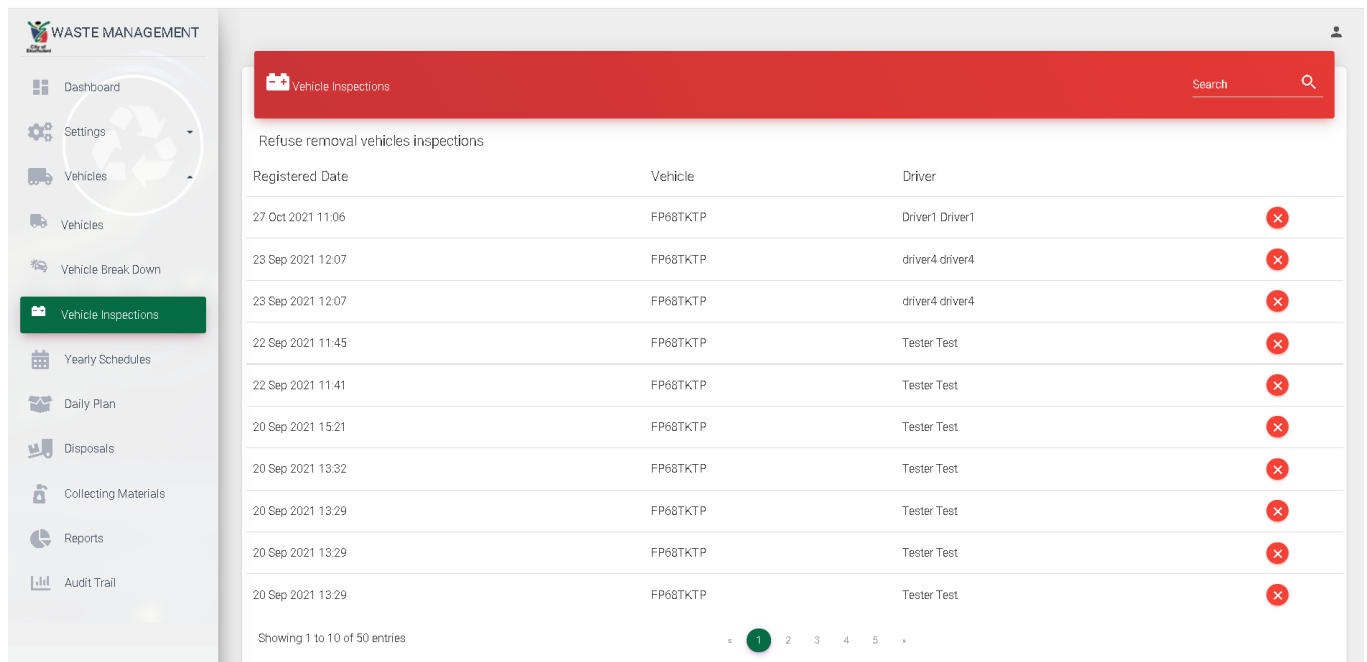 WASTE MANAGEMENT
City of
Dashboard
Settings
Vehicles
Vehicles
Vehicle Break Down
Vehicle Inspections
Yearly Schedules
Daily Plan
Disposals
Collecting Materials
Reports
Audit Trail
Vehicle Inspections
Search
Refuse removal vehicles inspections
Registered Date Vehicle Driver
27 Oct 2021 11:06 FP68TKTP Driver1 Driver1
23 Sep 2021 12:07 FP68TKTP driver4 driver4
23 Sep 2021 12:07 FP68TKTP driver4 driver4
22 Sep 2021 11:45 FP68TKTP Tester Test
22 Sep 2021 11:41 FP68TKTP Tester Test
20 Sep 2021 15:21 FP68TKTP Tester Test
20 Sep 2021 13:32 FP68TKTP Tester Test
20 Sep 2021 13:29 FP68TKTP Tester Test
20 Sep 2021 13:29 FP68TKTP Tester Test
20 Sep 2021 13:29 FP68TKTP Tester Test
Showing 1 to 10 of 50 entries
« 1 2 3 4 5 »